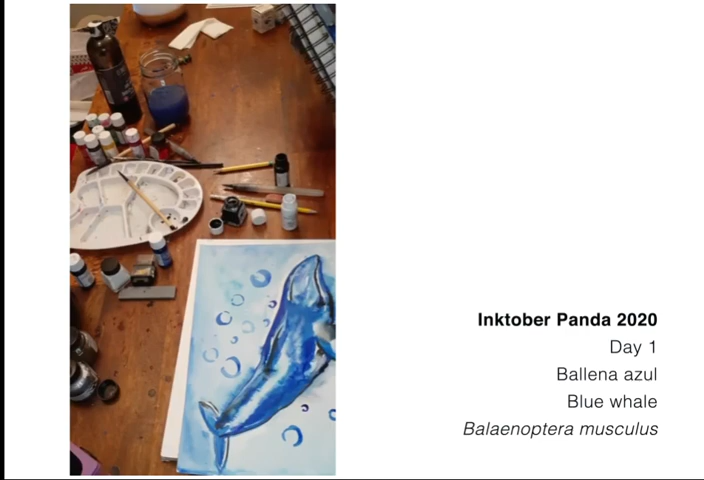 Inktober Panda 2020
Day 1
Ballena azul
Blue whale
Balaenoptera musculus